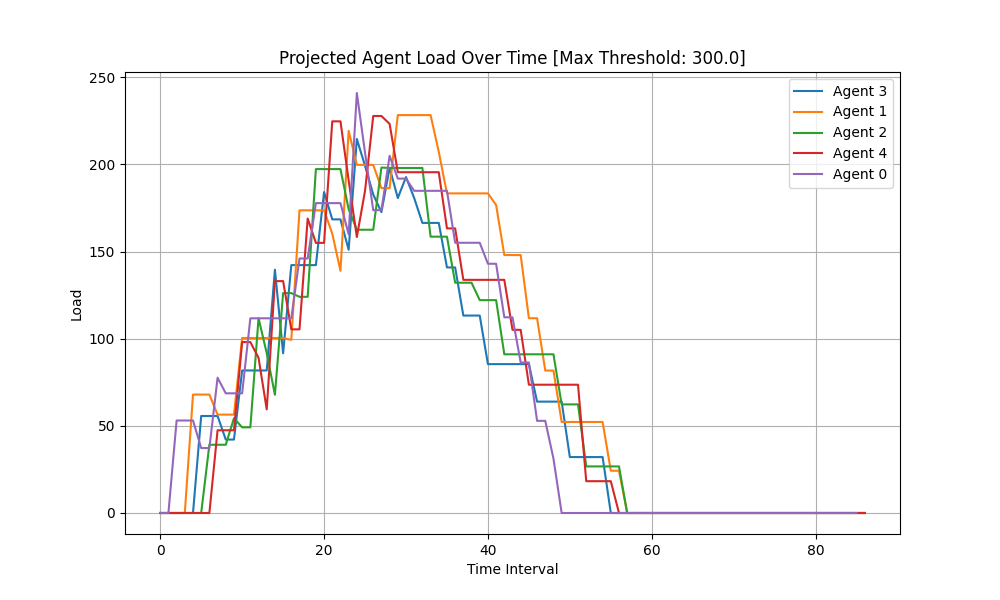 Projected Agent Load Over Time [Max Threshold: 300.0]
250
200
150
100
50
0
Load
0 20 40 60 80
Time Interval
Agent 3
Agent 1
Agent 2
Agent 4
Agent 0